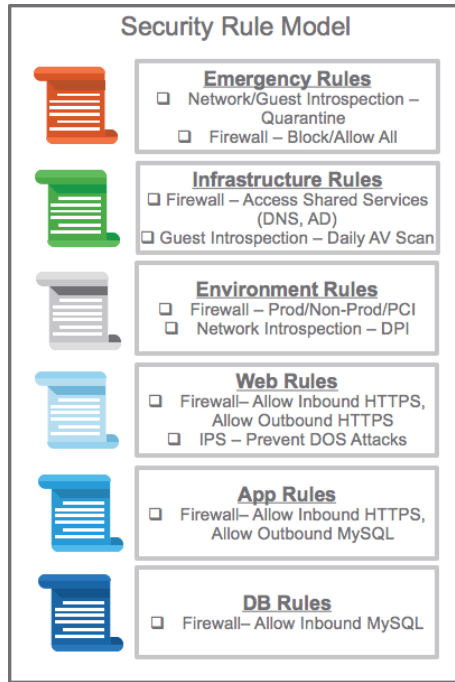 Security Rule Model
Emergency Rules
❑ Network/Guest Introspection –
Quarantine
❑ Firewall – Block/Allow All
Infrastructure Rules
❑ Firewall – Access Shared Services
(DNS, AD)
❑ Guest Introspection – Daily AV Scan
Environment Rules
❑ Firewall – Prod/Non-Prod/PCI
❑ Network Introspection – DPI
Web Rules
❑ Firewall– Allow Inbound HTTPS,
Allow Outbound HTTPS
❑ IPS – Prevent DOS Attacks
App Rules
❑ Firewall– Allow Inbound HTTPS,
Allow Outbound MySQL
DB Rules
❑ Firewall– Allow Inbound MySQL